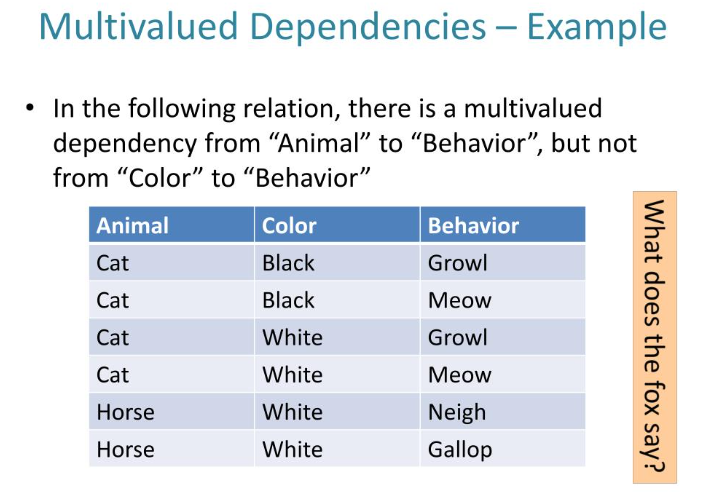 Multivalued Dependencies – Example
• In the following relation, there is a multivalued
dependency from “Animal” to “Behavior”, but not
from “Color” to “Behavior”
Animal Color Behavior
Cat Black Growl
Cat Black Meow
Cat White Growl
Cat White Meow
Horse White Neigh
Horse White Gallop
What does the fox say?